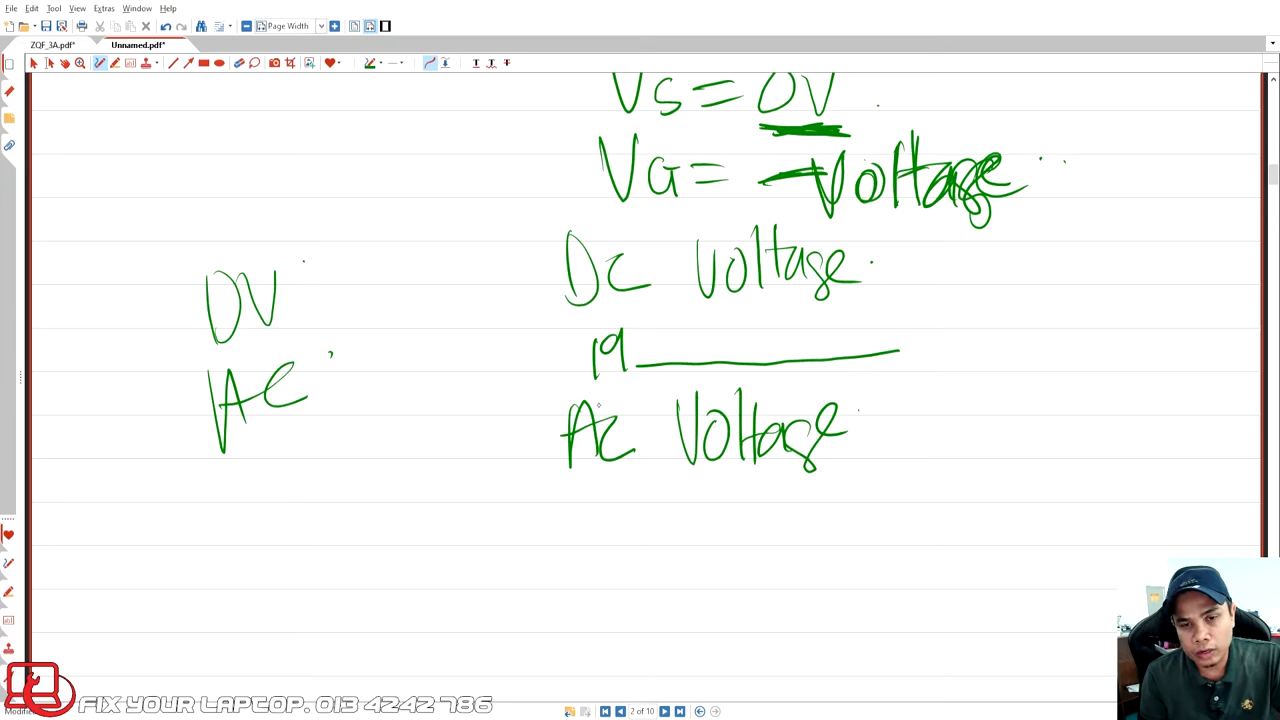 File Edit Tool View Extras Window Help
Page Width
ZQF_3A.pdf* Unnamed.pdf*
VS = 0V
VG = -Voltage
DC Voltage
0V
19
AC
AC Voltage
FIX YOUR LAPTOP. 013 4242 786
2 of 10